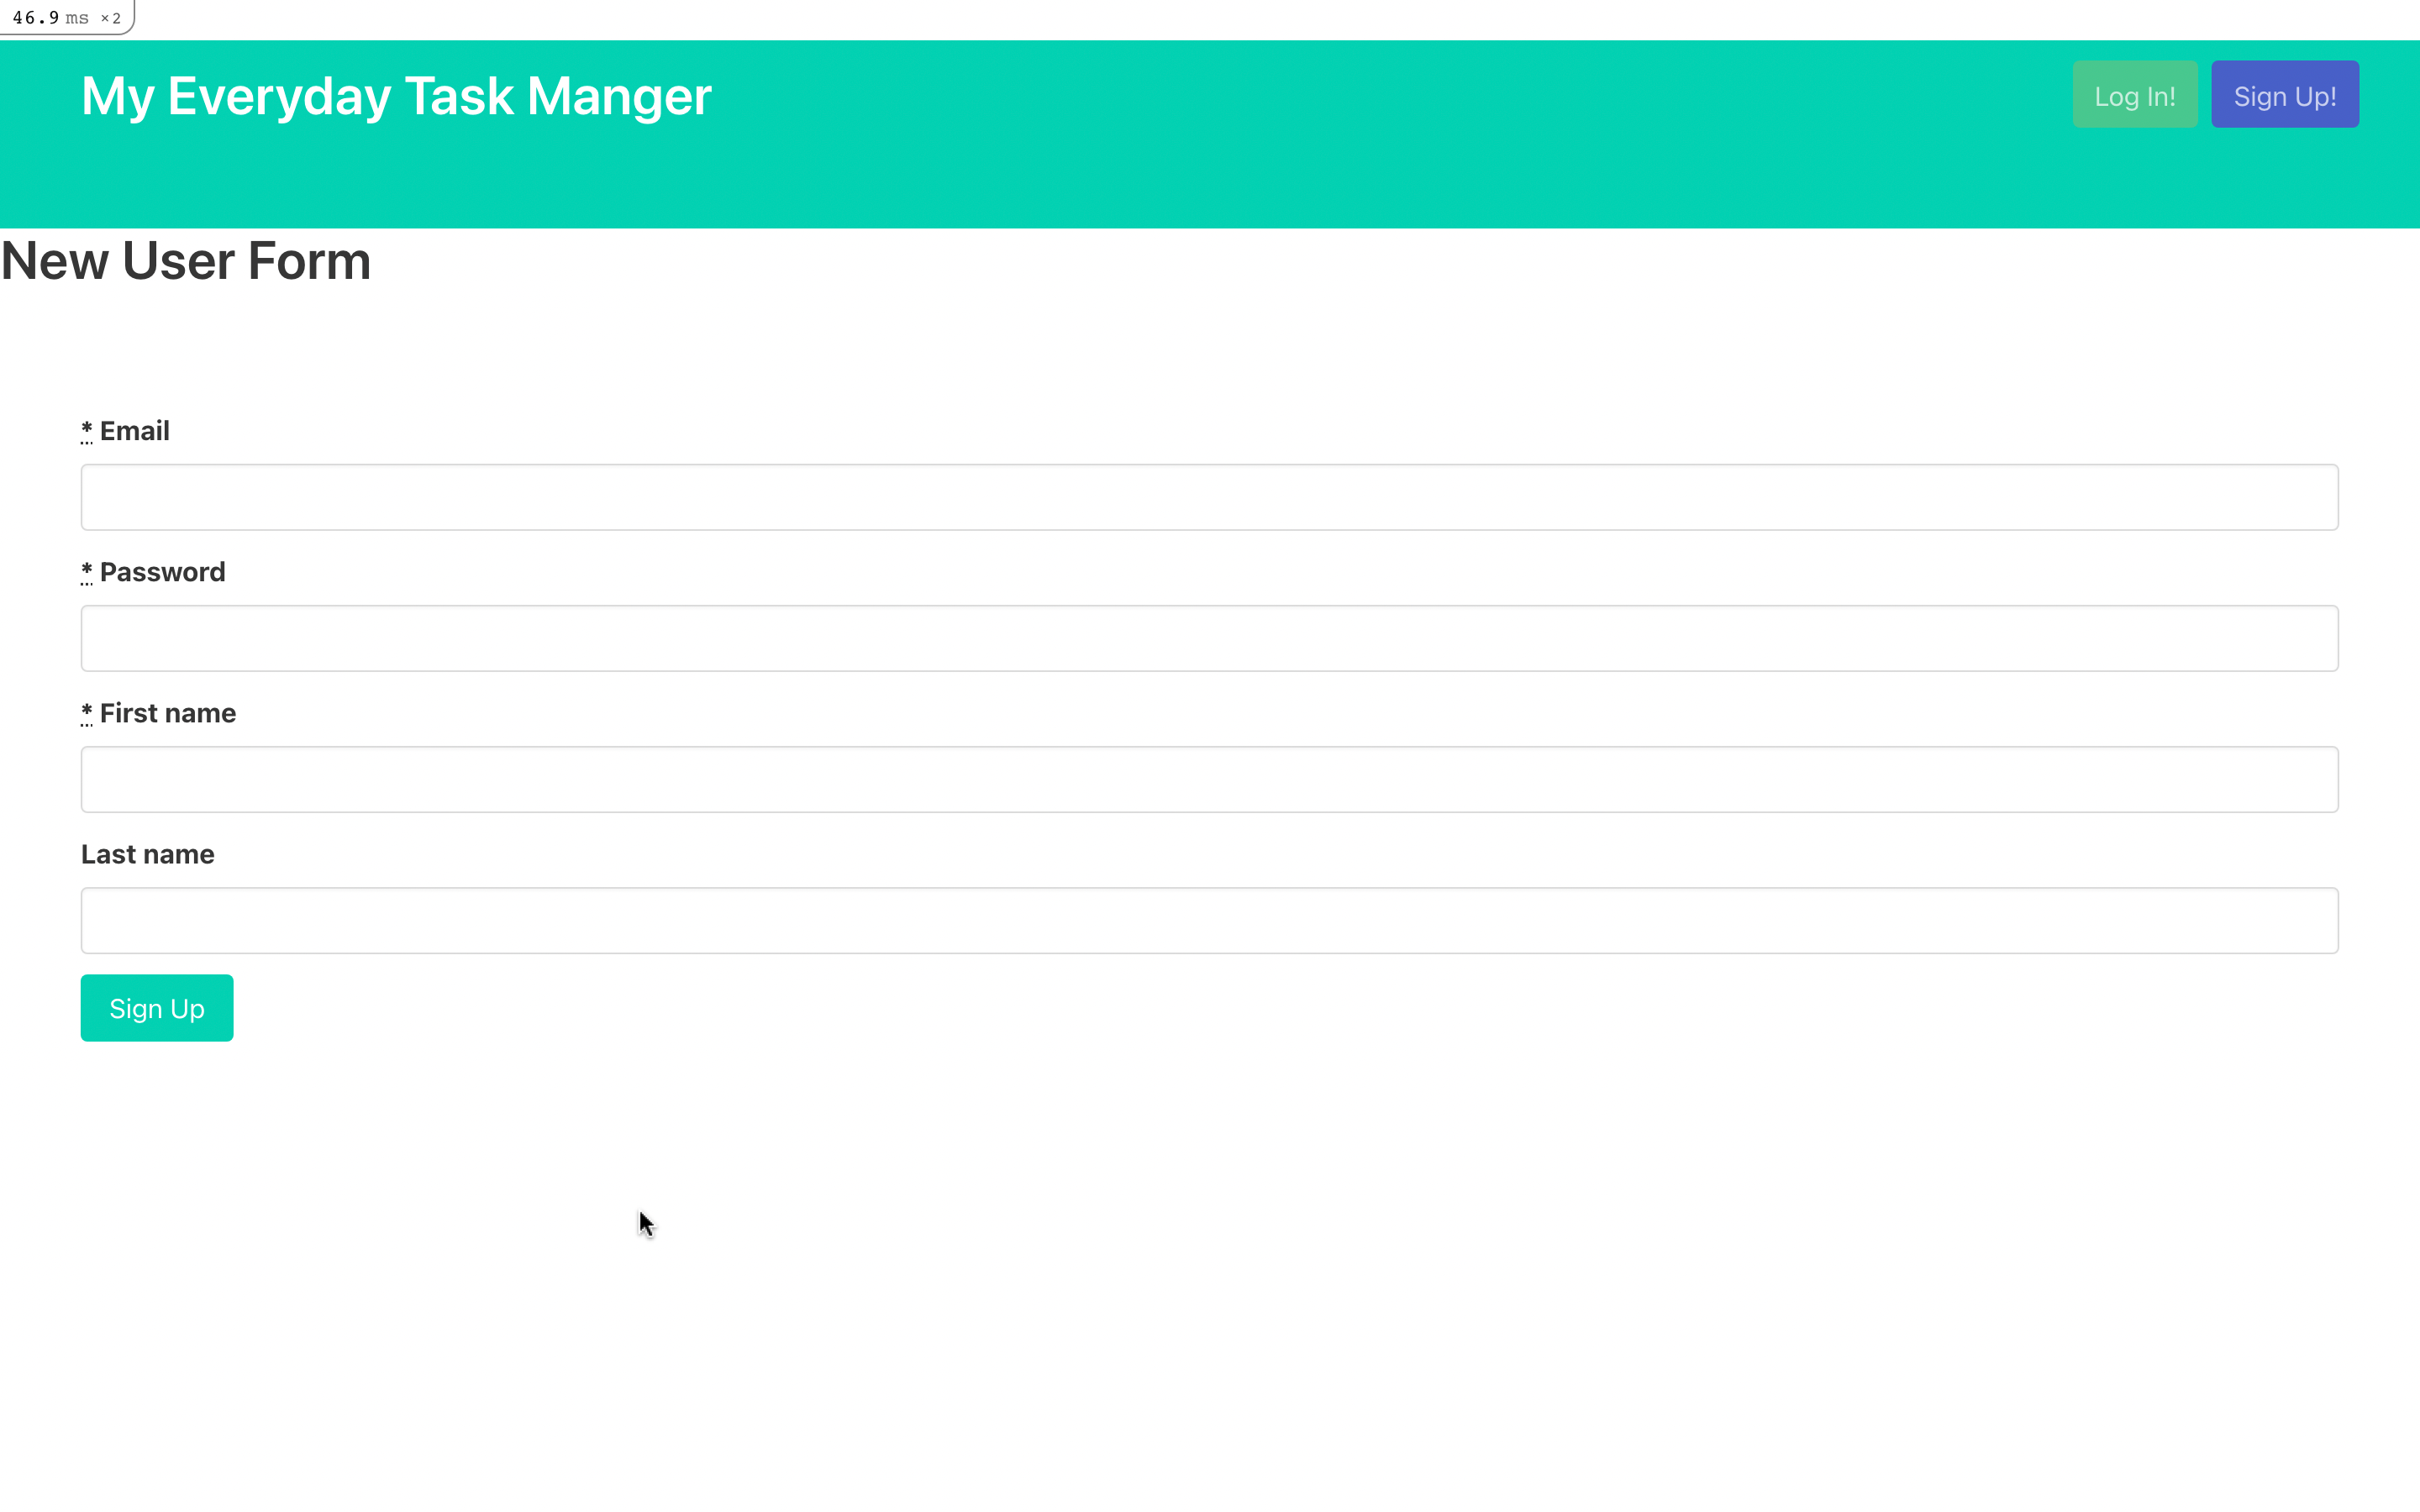 46.9 ms ×2
My Everyday Task Manger
Log In!
Sign Up!
New User Form
* Email
* Password
* First name
Last name
Sign Up